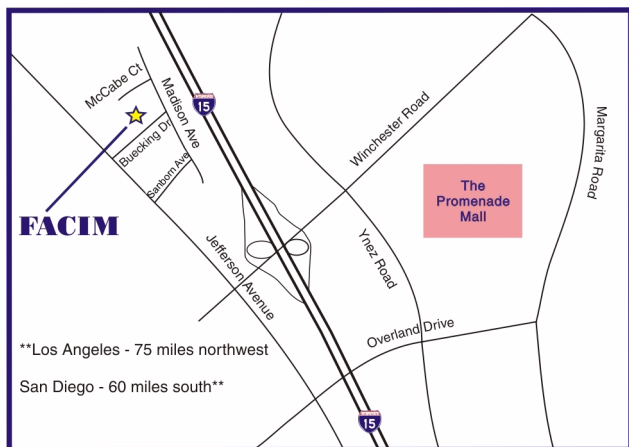 McCabe Ct
Madison Ave
15
Buecking Dr
Sanborn Ave
FACIM
Jefferson Avenue
Winchester Road
Margarita Road
The
Promenade
Mall
Ynez Road
Overland Drive
**Los Angeles - 75 miles northwest
San Diego - 60 miles south**
15